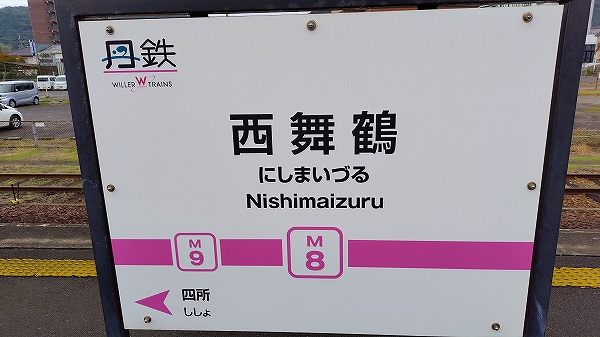 丹鉄
WILLER TRAINS
西舞鶴
にしまいづる
Nishimaizuru
M
9
M
8
四所
ししょ